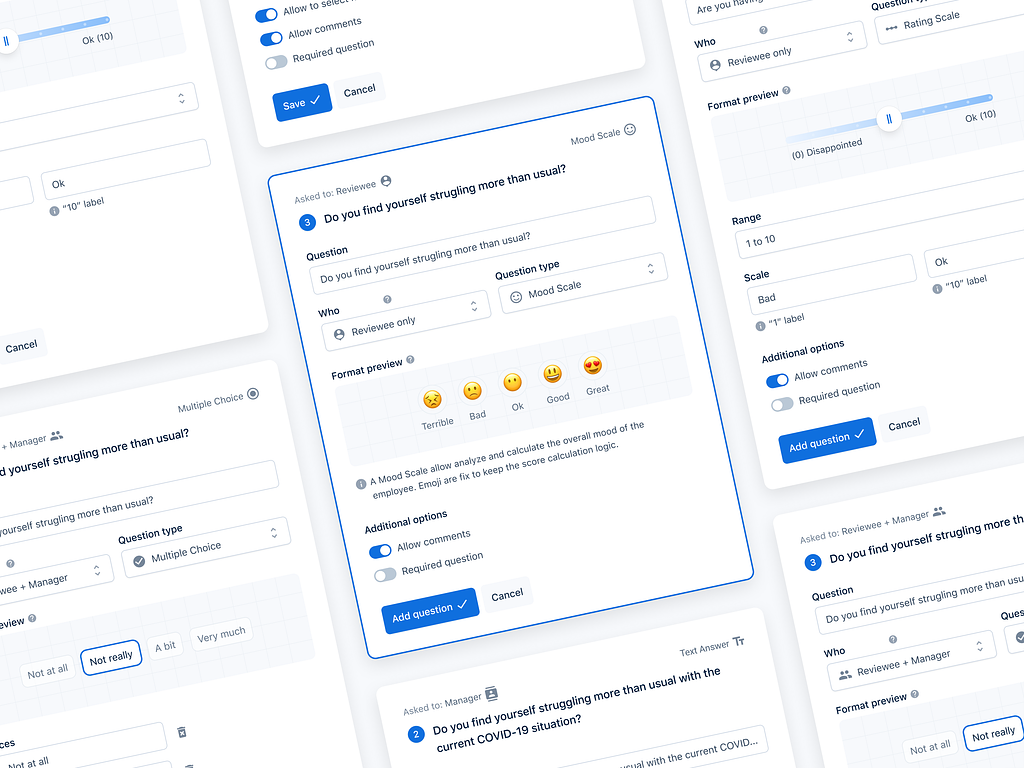 Ok (10)
Ok
“10” label
Cancel
Allow to select
Allow comments
Required question
Save
Cancel
Mood Scale
Asked to: Reviewee
3
Do you find yourself strugling more than usual?
Question
Do you find yourself strugling more than usual?
Who
Question type
Reviewee only
Mood Scale
Format preview
Terrible
Bad
Ok
Good
Great
A Mood Scale allow analyze and calculate the overall mood of the
employee. Emoji are fix to keep the score calculation logic.
Additional options
Allow comments
Required question
Add question
Cancel
Are you having
Question
Who
Reviewee only
Rating Scale
Format preview
(0) Disappointed
Ok (10)
Range
1 to 10
Scale
Bad
Ok
“1” label
“10” label
Additional options
Allow comments
Required question
Add question
Cancel
Multiple Choice
+ Manager
yourself strugling more than usual?
yourself strugling more than usual?
Question type
+ Manager
Multiple Choice
Not at all
Not really
A bit
Very much
Not at all
Text Answer
Asked to: Manager
2
Do you find yourself struggling more than usual with the
current COVID-19 situation?
usual with the current COVID...
Asked to: Reviewee + Manager
3
Do you find yourself strugling more
Question
Do you find yourself strugling more than
Who
Reviewee + Manager
Format preview
Not at all
Not really